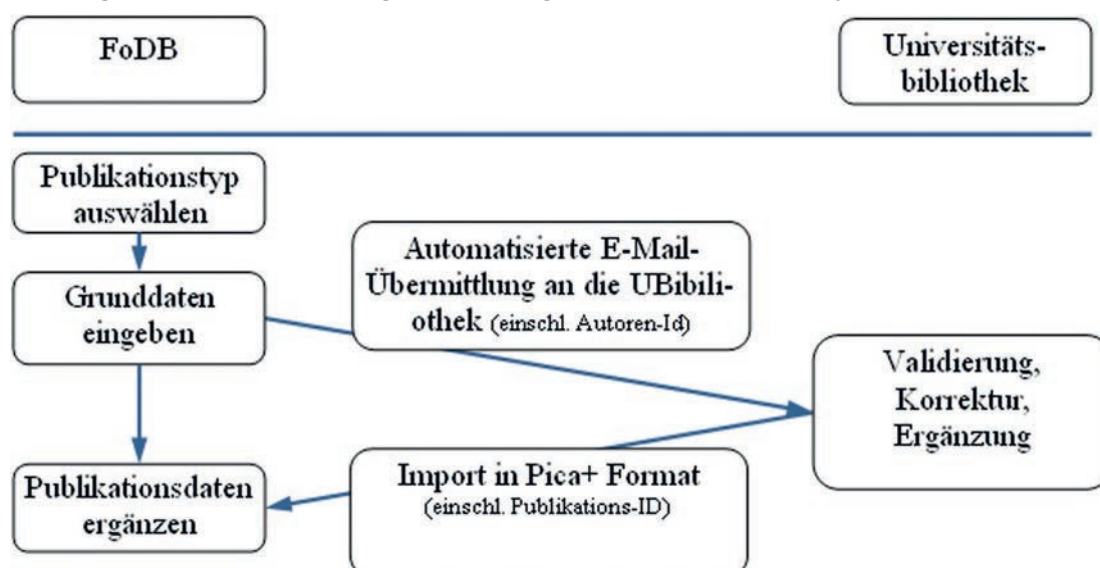 FoDB
Universitäts-
bibliothek
Publikationstyp
auswählen
Automatisierte E-Mail-
Übermittlung an die UBibili-
othek (einschl. Autoren-Id)
Grunddaten
eingeben
Validierung,
Korrektur,
Ergänzung
Import in Pica+ Format
(einschl. Publikations-ID)
Publikationsdaten
ergänzen